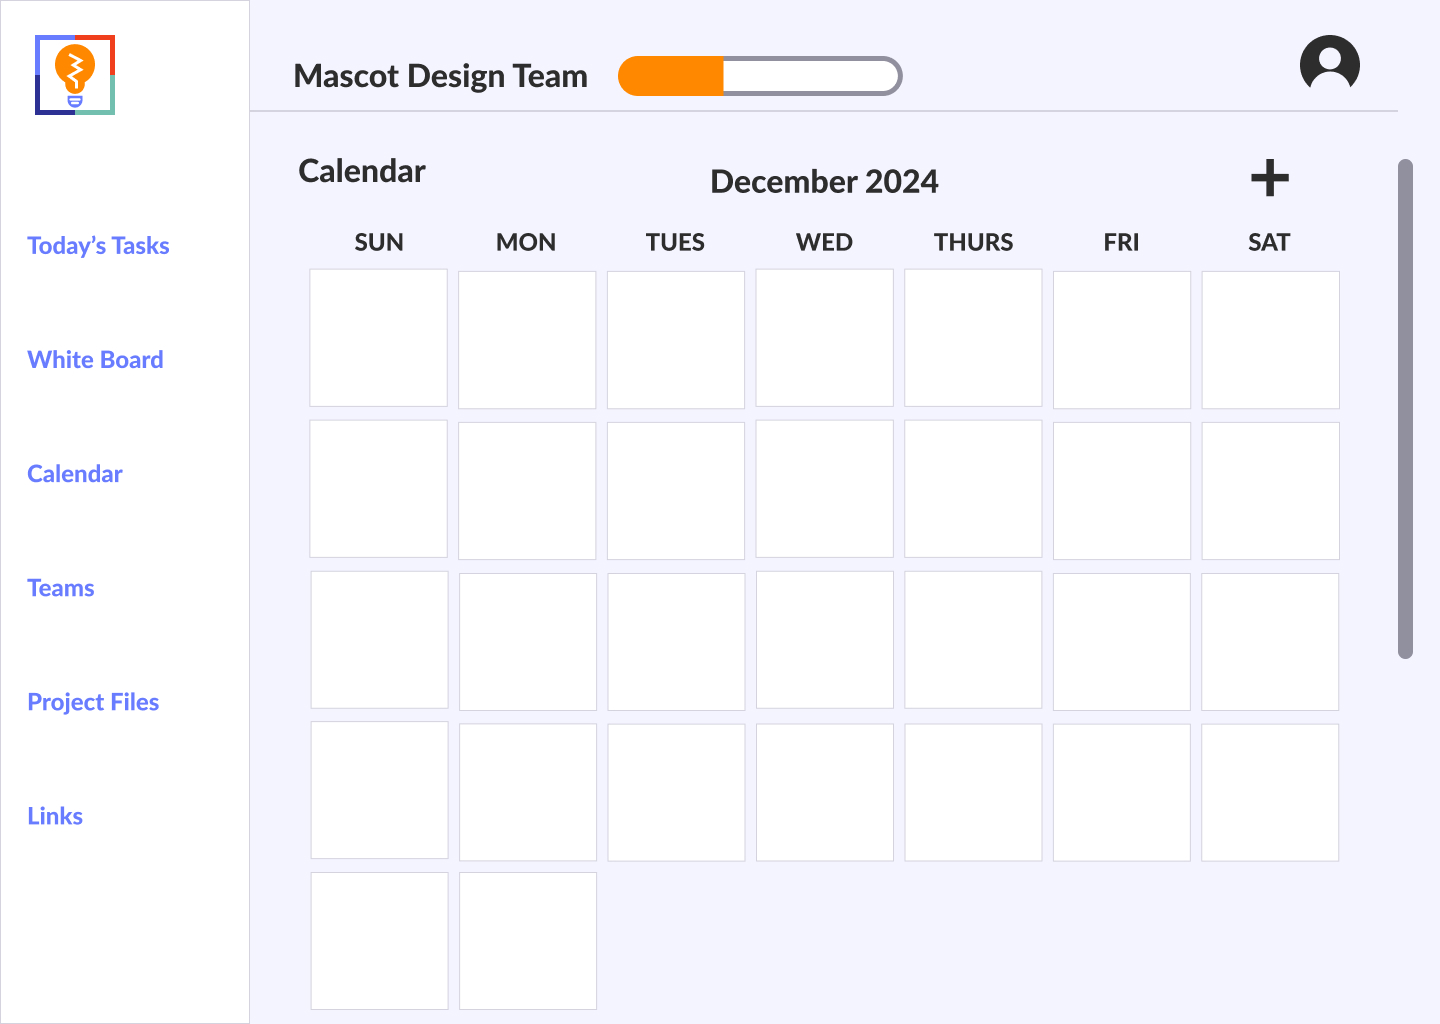 Mascot Design Team
Calendar
December 2024
SUN MON TUES WED THURS FRI SAT
Today’s Tasks
White Board
Calendar
Teams
Project Files
Links